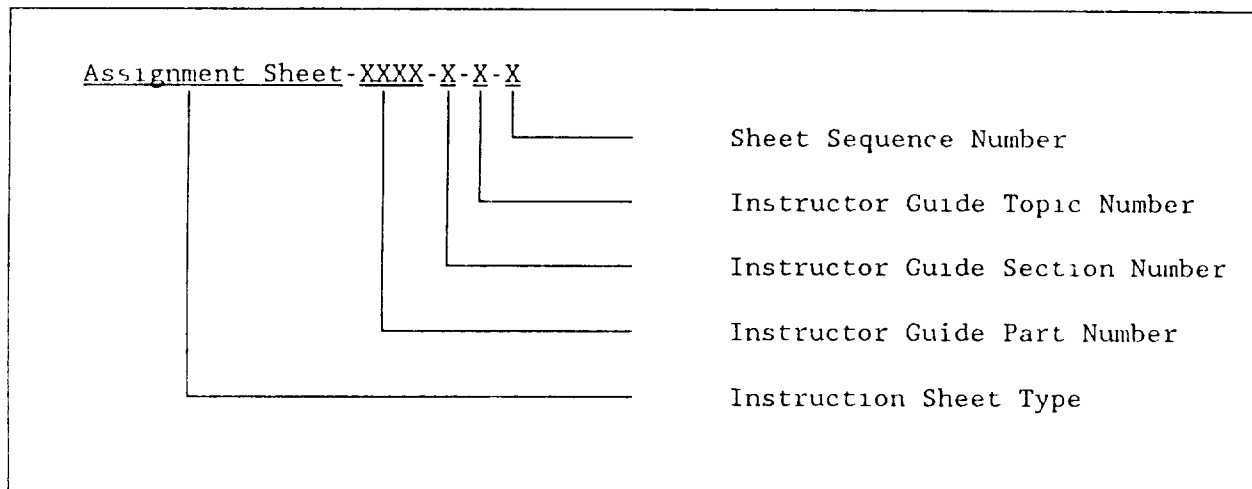 Assignment Sheet-XXXX-X-X-X
Sheet Sequence Number
Instructor Guide Topic Number
Instructor Guide Section Number
Instructor Guide Part Number
Instruction Sheet Type